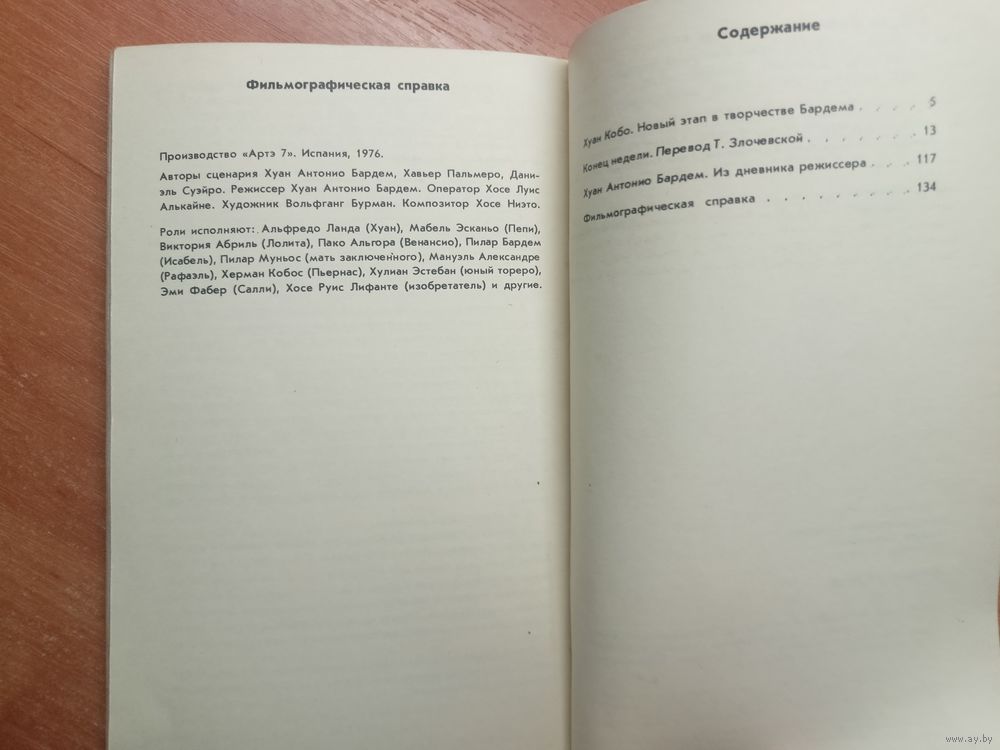 Фильмографическая справка
Производство «Артэ 7». Испания, 1976.
Авторы сценария Хуан Антонио Бардем, Хавьер Пальмеро, Дани-
эль Суэйро. Режиссер Хуан Антонио Бардем. Оператор Хосе Луис
Алькайне. Художник Вольфганг Бурман. Композитор Хосе Ниэто.
Роли исполняют: Альфредо Ланда (Хуан), Мабель Эсканьо (Пепи),
Виктория Абриль (Лолита), Пако Альгора (Венансио), Пилар Бардем
(Исабель), Пилар Муньос (мать заключенного), Мануэль Александре
(Рафаэль), Херман Кобос (Пьернас), Хулиан Эстебан (юный тореро),
Эми Фабер (Салли), Хосе Руис Лифанте (изобретатель) и другие.
Содержание
Хуан Кобо. Новый этап в творчестве Бардема . . . . 5
Конец недели. Перевод Т. Злочевской . . . . . . . 13
Хуан Антонио Бардем. Из дневника режиссера . . . . 117
Фильмографическая справка . . . . . . . . . 134
www.ay.by